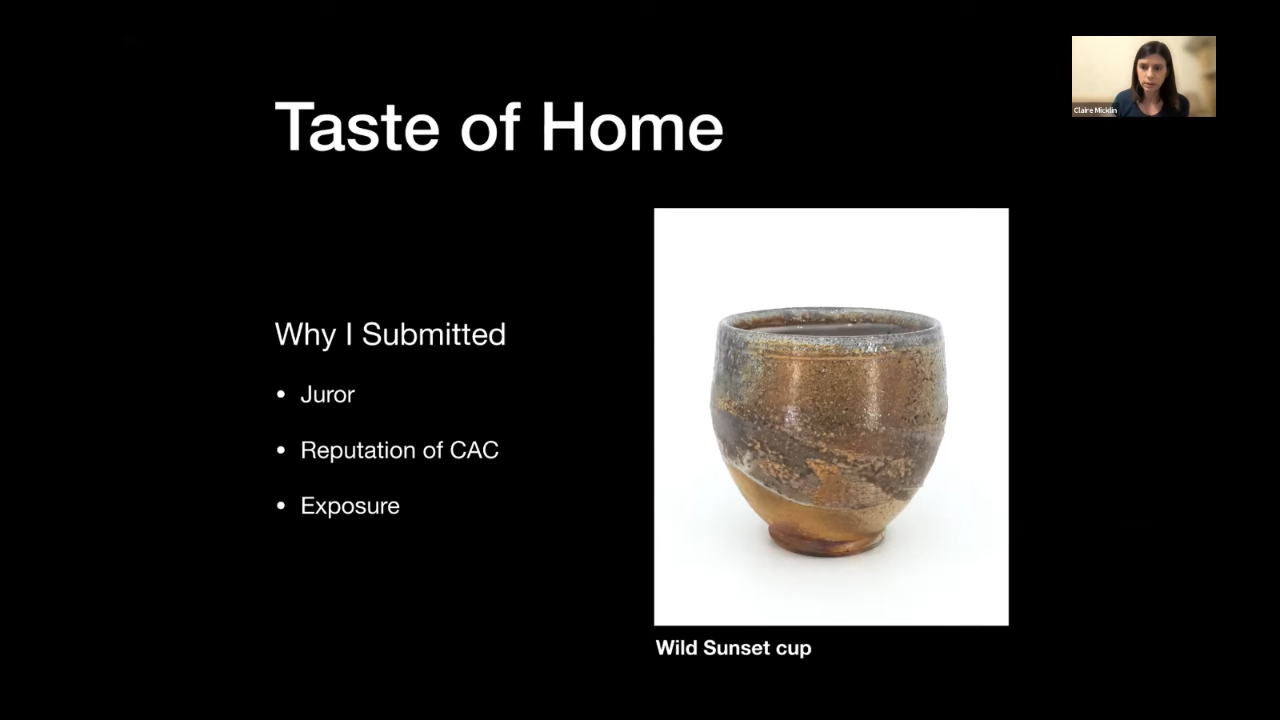 Claire Micklin
Taste of Home
Why I Submitted
• Juror
• Reputation of CAC
• Exposure
Wild Sunset cup